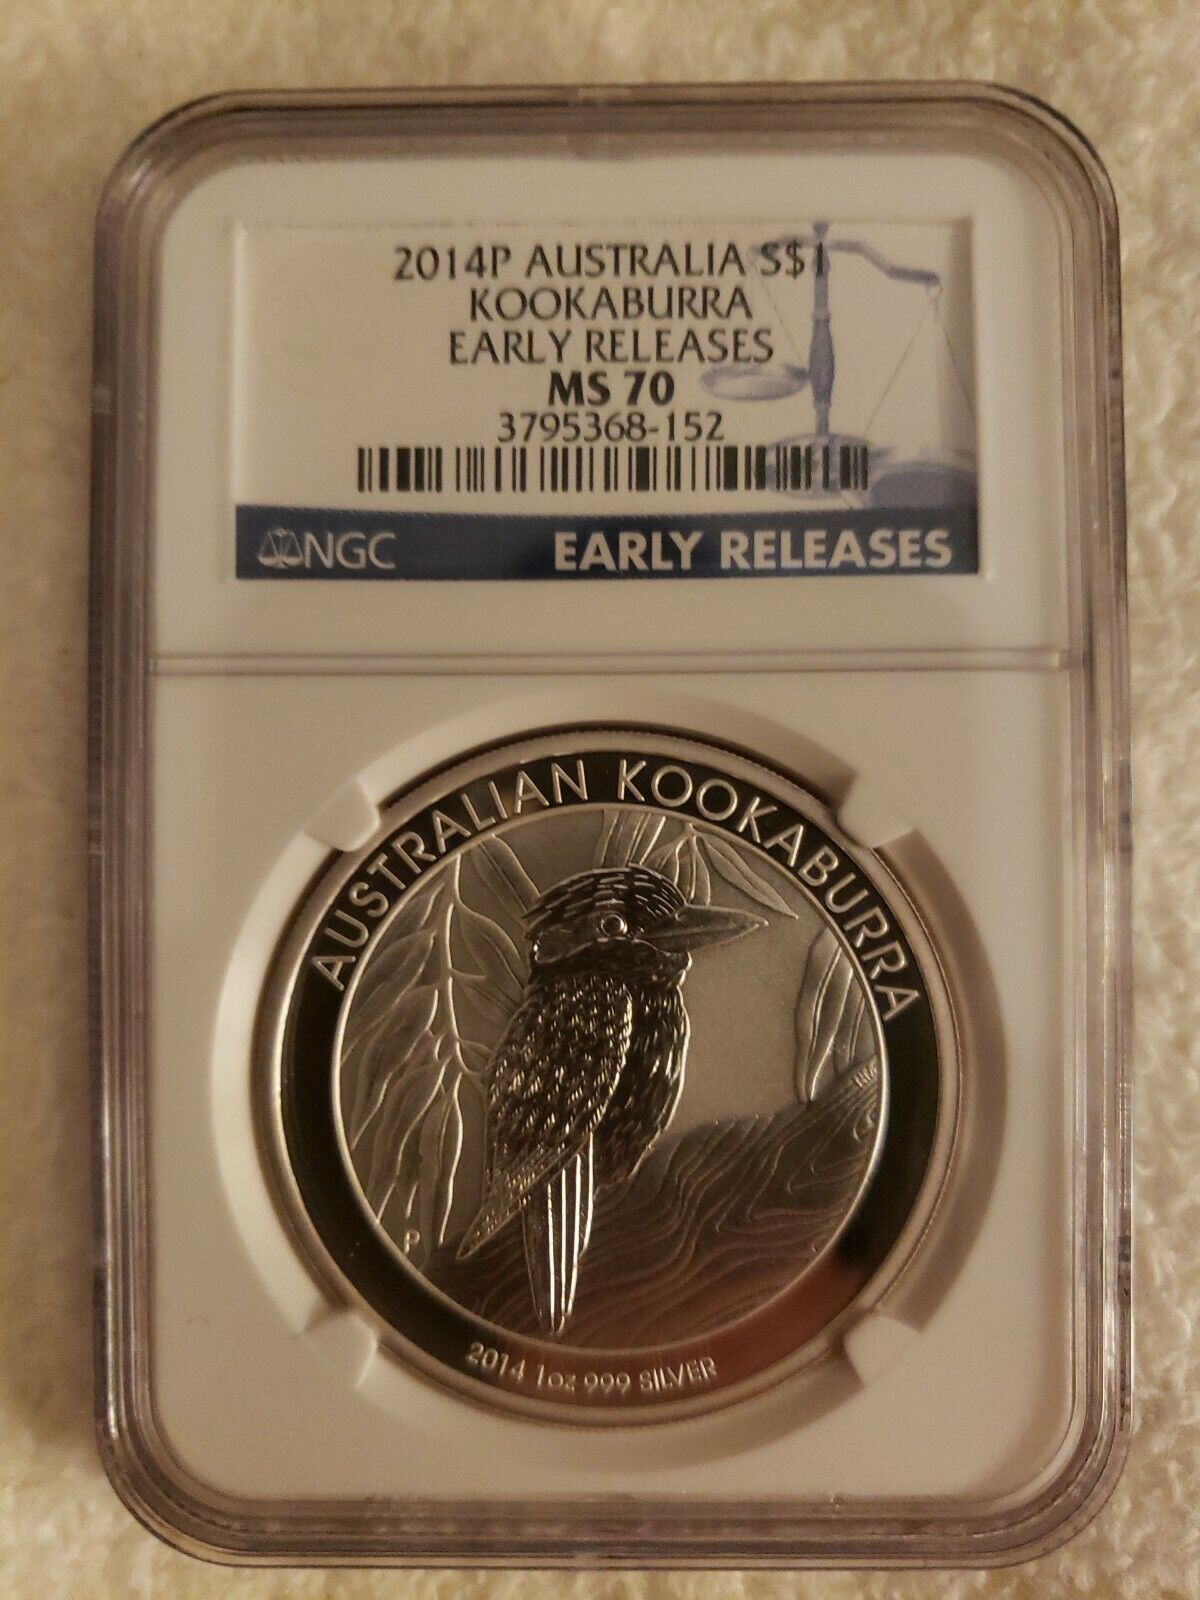 2014P AUSTRALIA S$1
KOOKABURRA
EARLY RELEASES
MS 70
3795368-152
NGC EARLY RELEASES
AUSTRALIAN KOOKABURRA
P
2014 1oz 999 SILVER